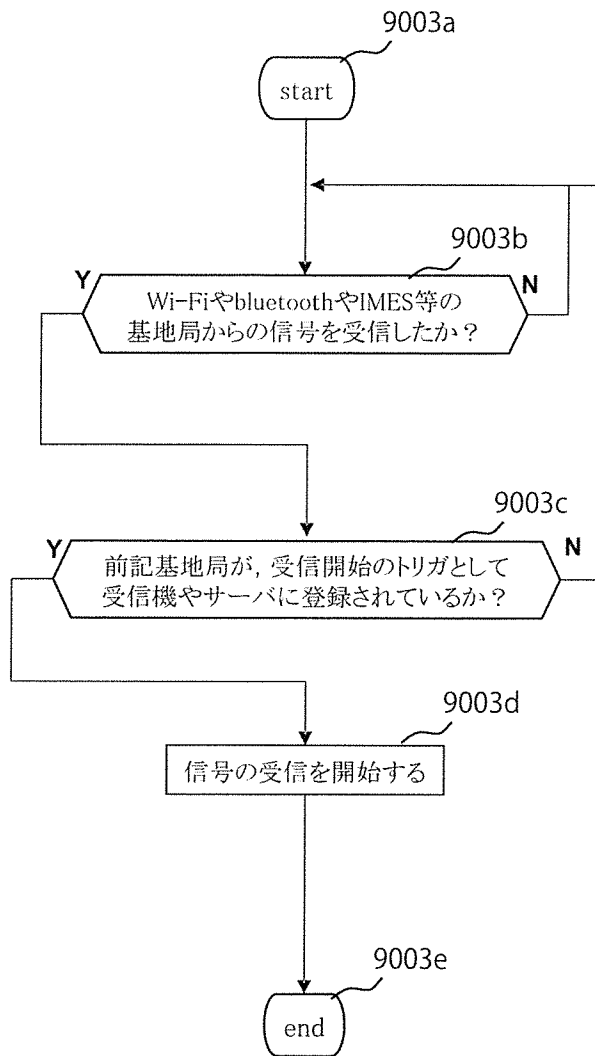 9003a
start
9003b
Y
N
Wi-FiやbluetoothやIMES等の
基地局からの信号を受信したか？
9003c
Y
N
前記基地局が，受信開始のトリガとして
受信機やサーバに登録されているか？
9003d
信号の受信を開始する
9003e
end